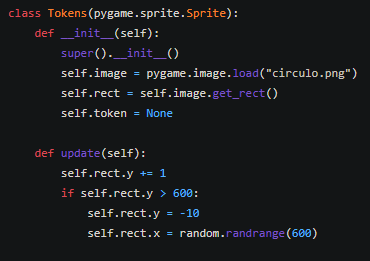 class Tokens(pygame.sprite.Sprite):
    def __init__(self):
        super().__init__()
        self.image = pygame.image.load("circulo.png")
        self.rect = self.image.get_rect()
        self.token = None

    def update(self):
        self.rect.y += 1
        if self.rect.y > 600:
            self.rect.y = -10
            self.rect.x = random.randrange(600)